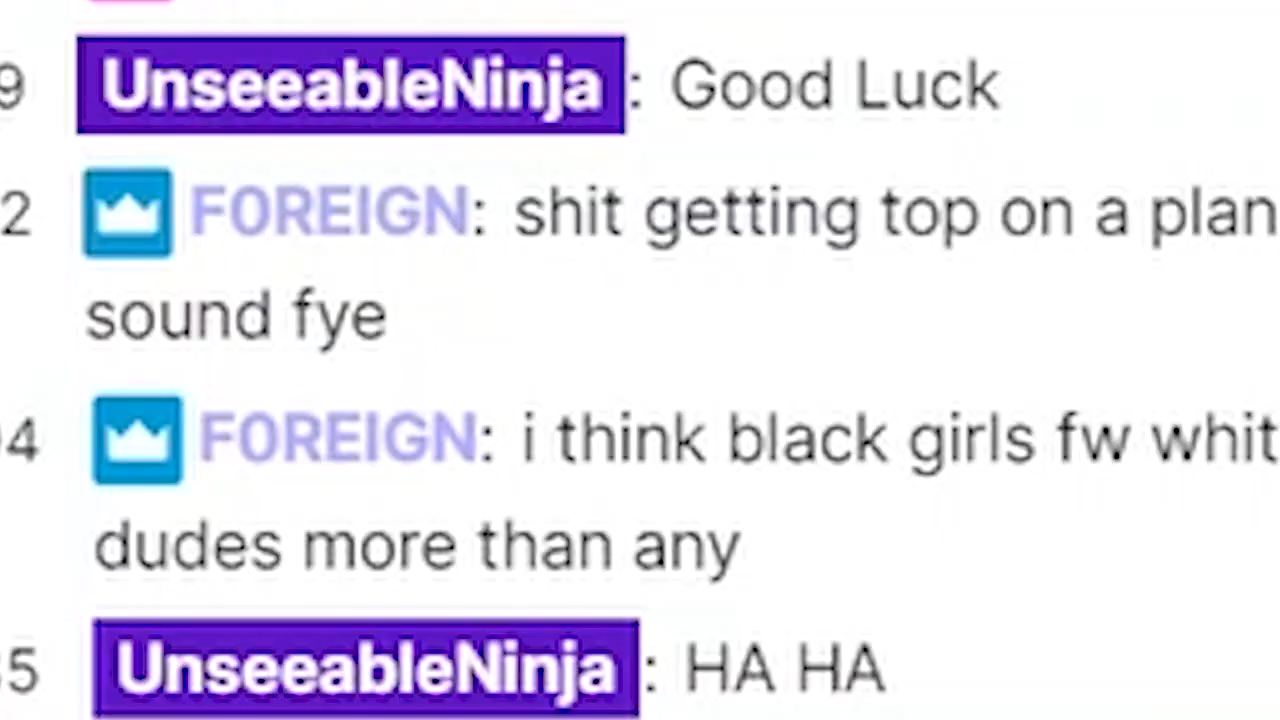 9 UnseeableNinja: Good Luck
2 F0REIGN: shit getting top on a plan
sound fye
4 F0REIGN: i think black girls fw whit
dudes more than any
5 UnseeableNinja: HA HA